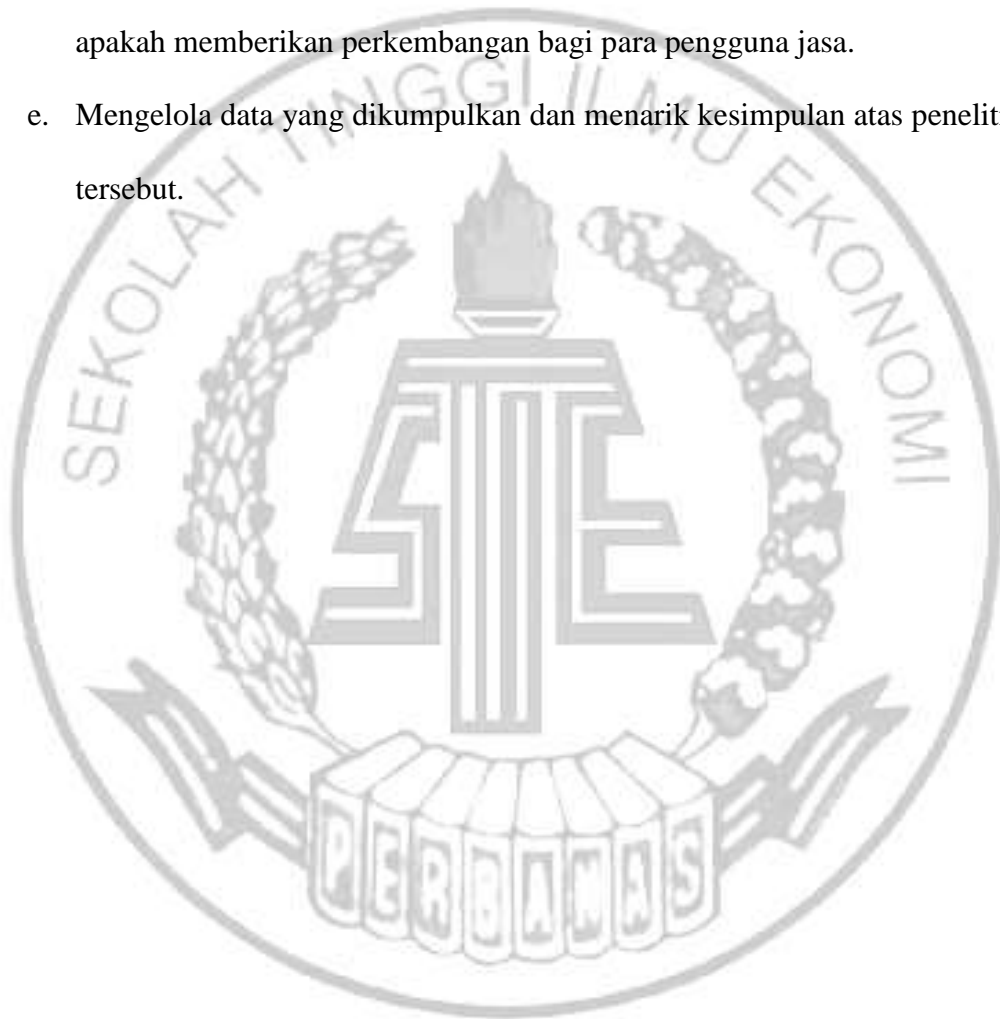 apakah memberikan perkembangan bagi para pengguna jasa.
e. Mengelola data yang dikumpulkan dan menarik kesimpulan atas penelit
tersebut.
SEKOLAH TINGGI ILMU EKONOMI
STIE
PERBANAS